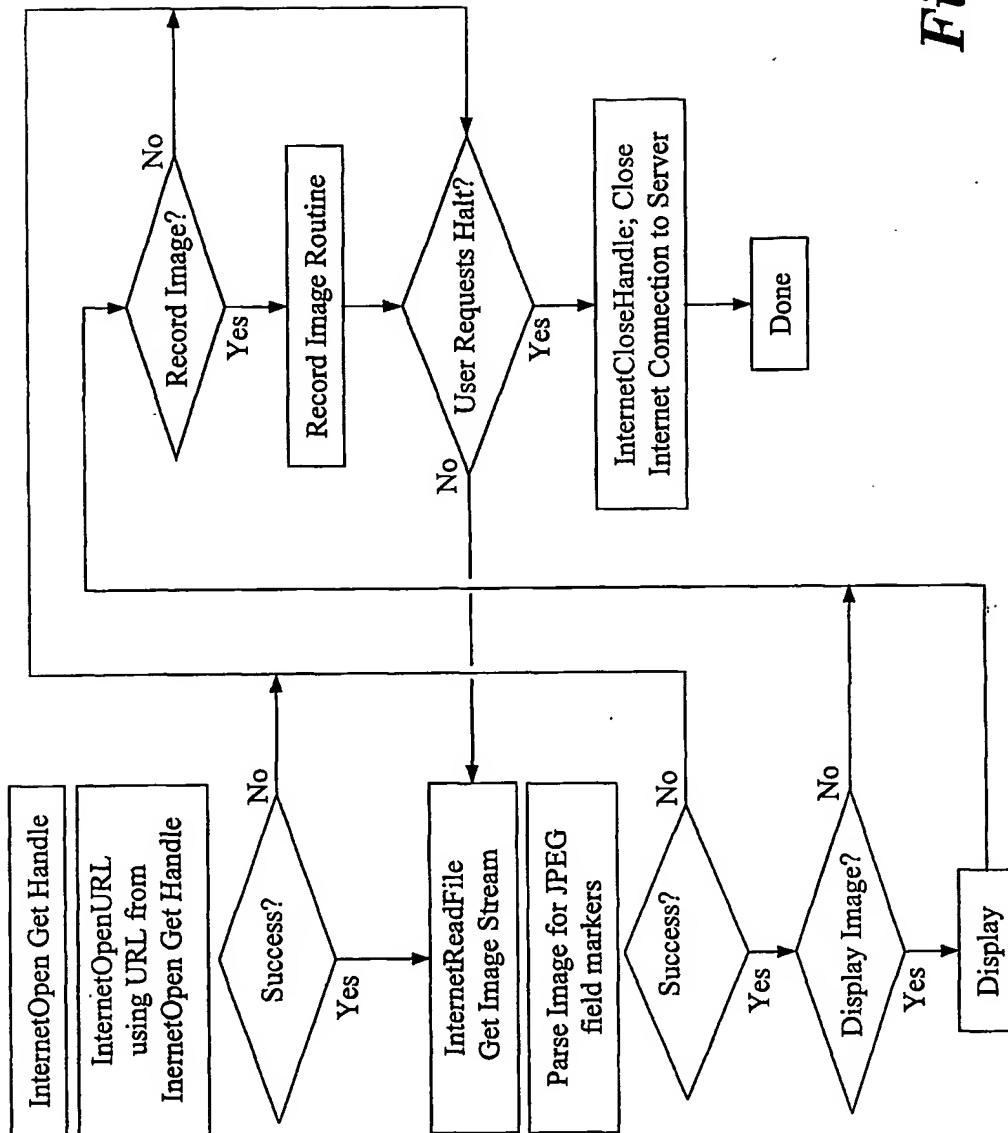 InternetOpen Get Handle
InternetOpenURL
using URL from
InernetOpen Get Handle
Success?
No
Yes
InternetReadFile
Get Image Stream
Parse Image for JPEG
field markers
Success?
No
Yes
Display Image?
No
Yes
Display
Record Image?
No
Yes
Record Image Routine
User Requests Halt?
No
Yes
InternetCloseHandle; Close
Internet Connection to Server
Done